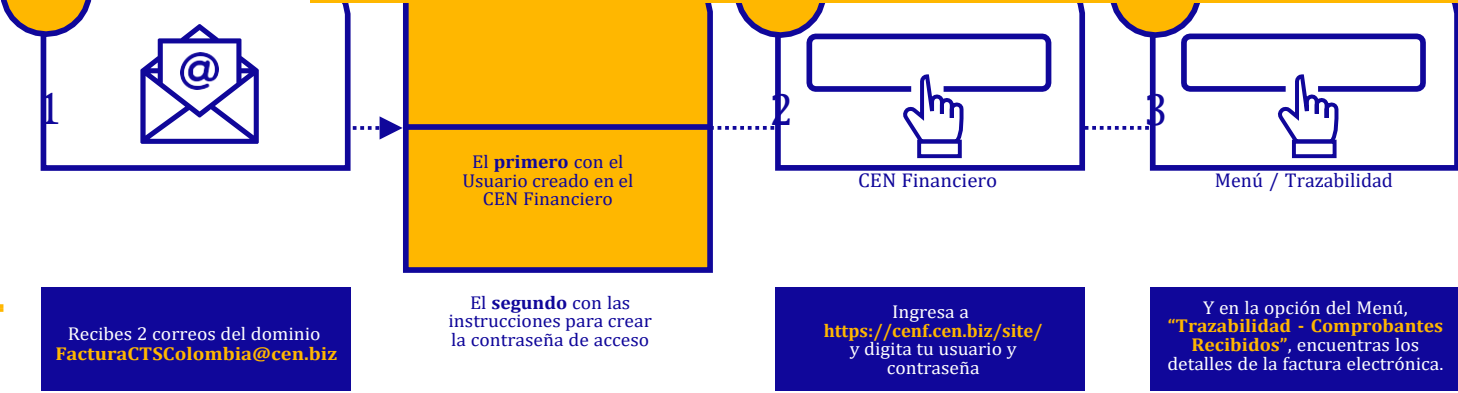 1
@
Recibes 2 correos del dominio
FacturaCTSColombia@cen.biz
El primero con el
Usuario creado en el
CEN Financiero
El segundo con las
instrucciones para crear
la contraseña de acceso
2
CEN Financiero
Ingresa a
https://cenf.cen.biz/site/
y digita tu usuario y
contraseña
3
Menú / Trazabilidad
Y en la opción del Menú,
“Trazabilidad - Comprobantes
Recibidos”, encuentras los
detalles de la factura electrónica.